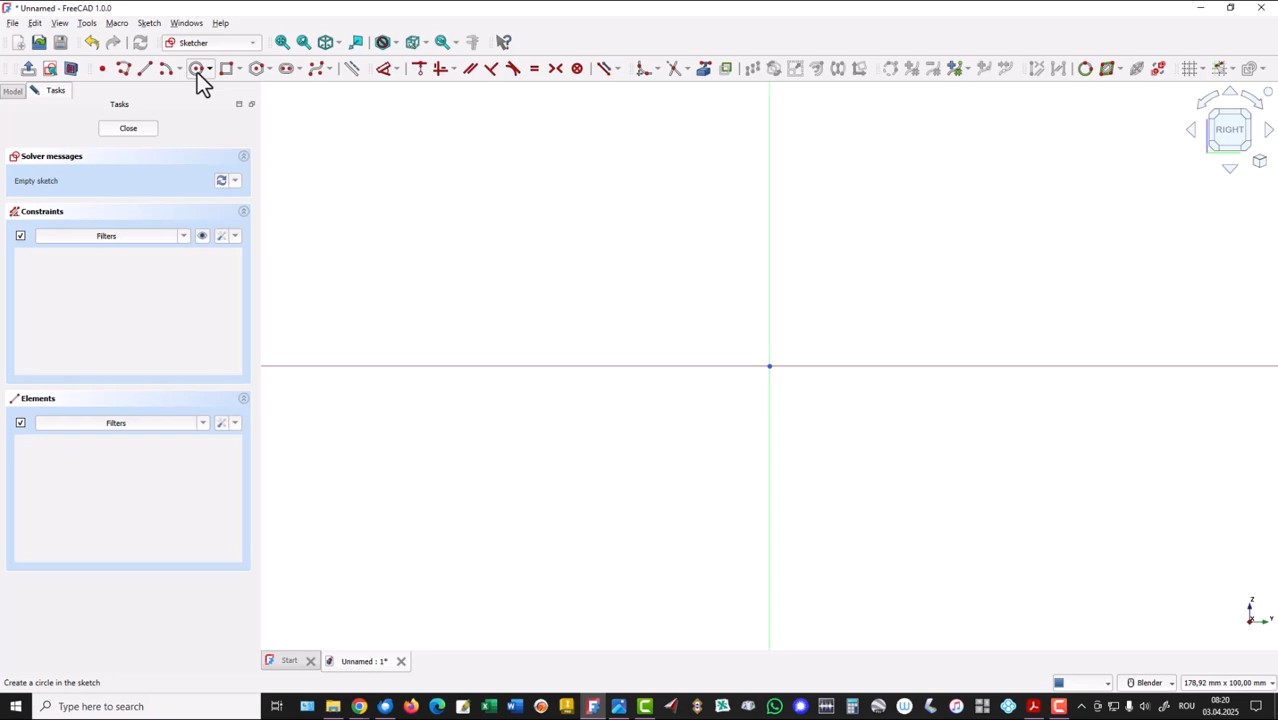 * Unnamed - FreeCAD 1.0.0
File Edit View Tools Macro Sketch Windows Help
Sketcher
Model Tasks
Tasks
Close
Solver messages
Empty sketch
Constraints
Filters
Elements
Filters
RIGHT
Z
Y
X
Start
Unnamed : 1*
Create a circle in the sketch
Blender
178,92 mm x 100,00 mm
Type here to search
ROU
08:20
03.04.2025